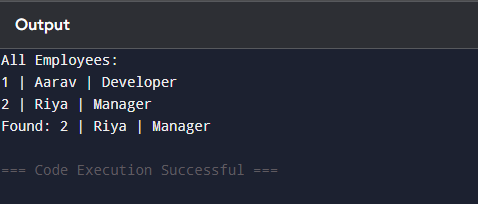 Output
All Employees:
1 | Aarav | Developer
2 | Riya | Manager
Found: 2 | Riya | Manager
=== Code Execution Successful ===